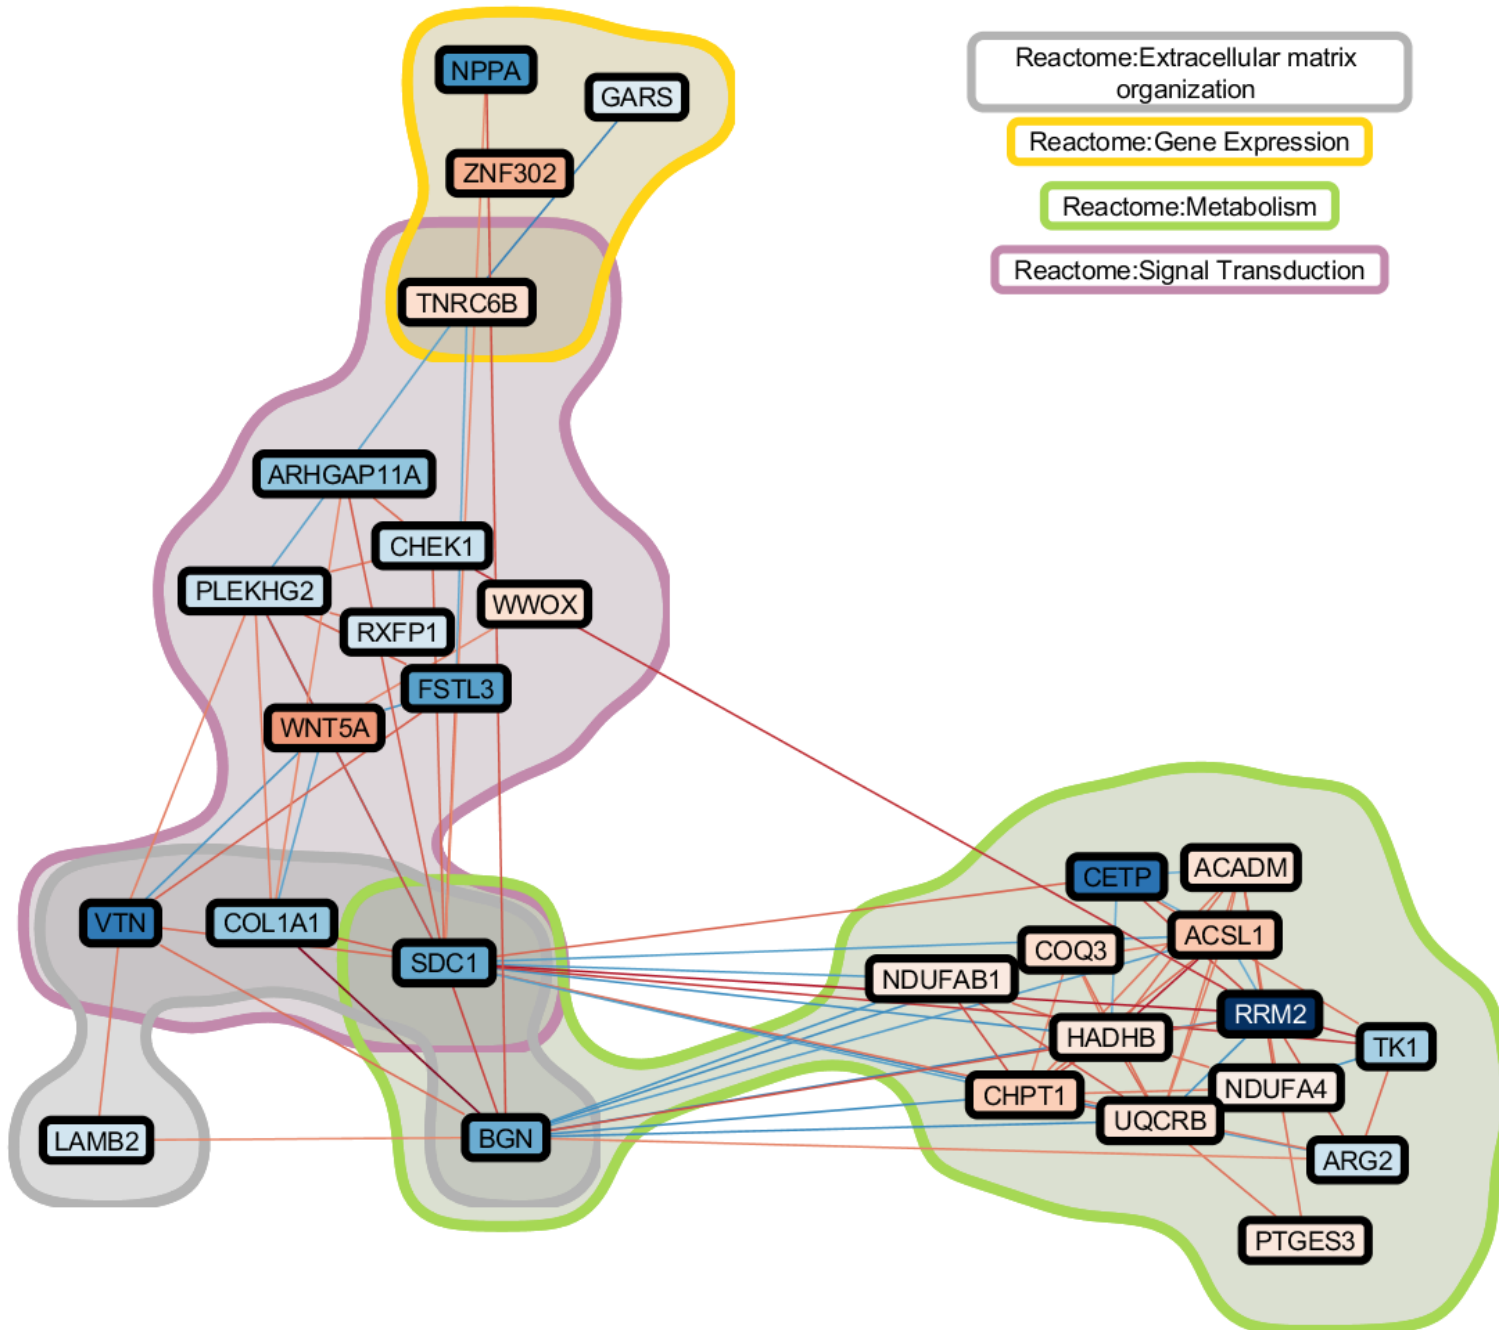 NPPA
GARS
ZNF302
TNRC6B
Reactome:Extracellular matrix
organization
Reactome:Gene Expression
Reactome:Metabolism
Reactome:Signal Transduction
ARHGAP11A
CHEK1
PLEKHG2
WWOX
RXFP1
FSTL3
WNT5A
VTN
COL1A1
SDC1
LAMB2
BGN
CETP
ACADM
ACSL1
COQ3
NDUFAB1
RRM2
HADHB
TK1
NDUFA4
CHPT1
UQCRB
ARG2
PTGES3